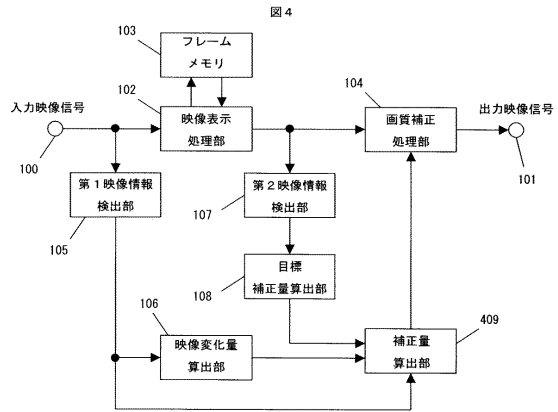 図4
103
フレーム
メモリ
102
104
入力映像信号
映像表示
処理部
画質補正
処理部
出力映像信号
100
101
第1映像情報
検出部
105
第2映像情報
検出部
107
目標
補正量算出部
108
106
映像変化量
算出部
補正量
算出部
409